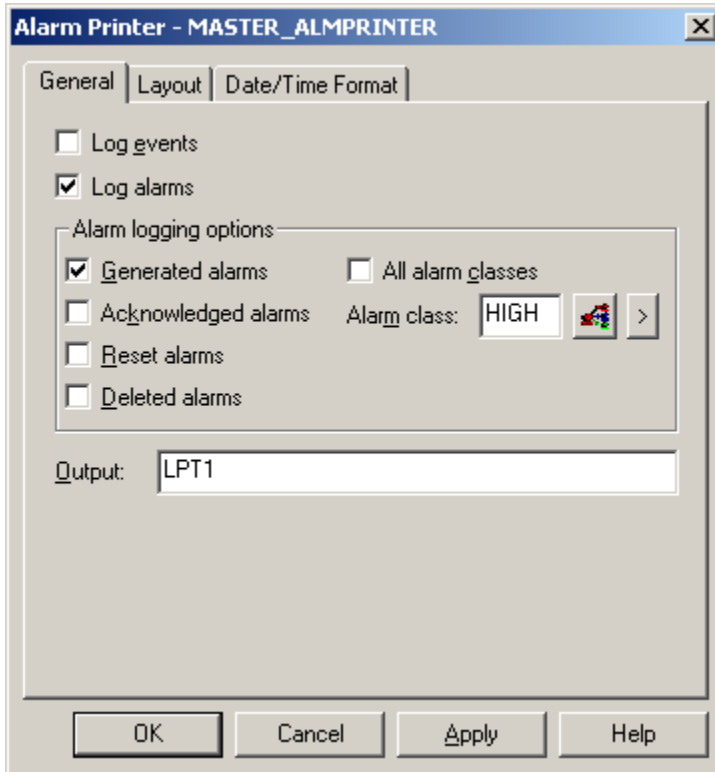 Alarm Printer - MASTER_ALMPRINTER
General Layout Date/Time Format
Log events
Log alarms
Alarm logging options
Generated alarms All alarm classes
Acknowledged alarms Alarm class: HIGH >
Reset alarms
Deleted alarms
Output: LPT1
OK Cancel Apply Help